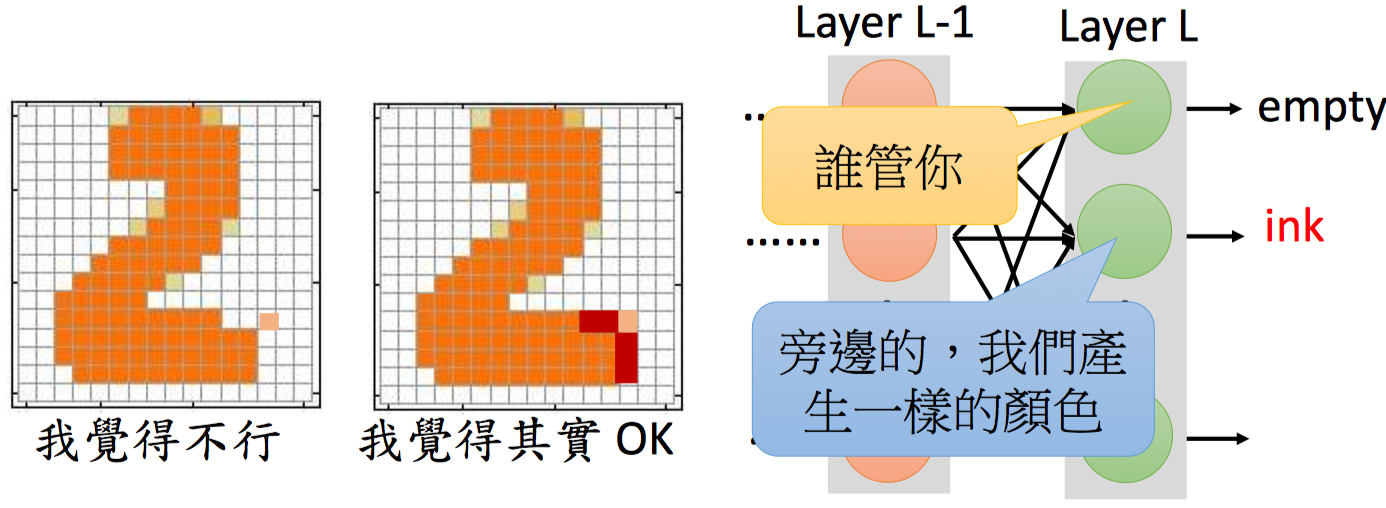 Layer L-1
Layer L
empty
誰管你
ink
……
旁邊的，我們產
生一樣的顏色
我覺得不行
我覺得其實 OK